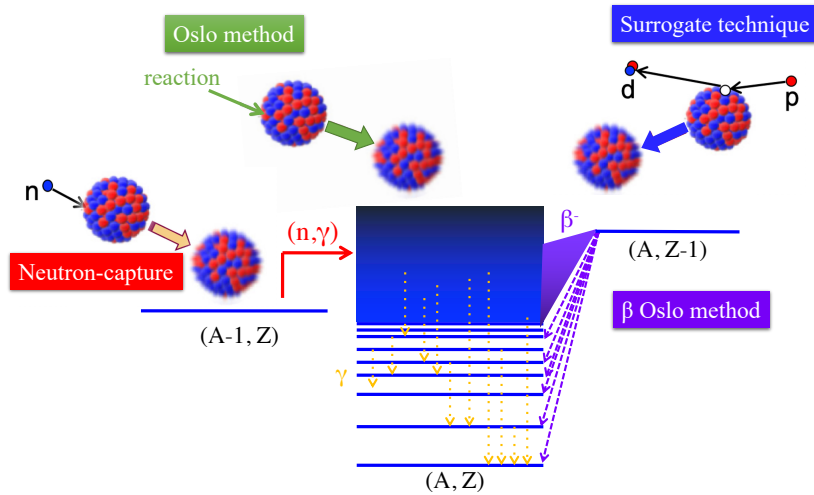 Oslo method
Surrogate technique
reaction
d
p
n
(n,γ)
β-
Neutron-capture
(A, Z-1)
(A-1, Z)
β Oslo method
γ
(A, Z)